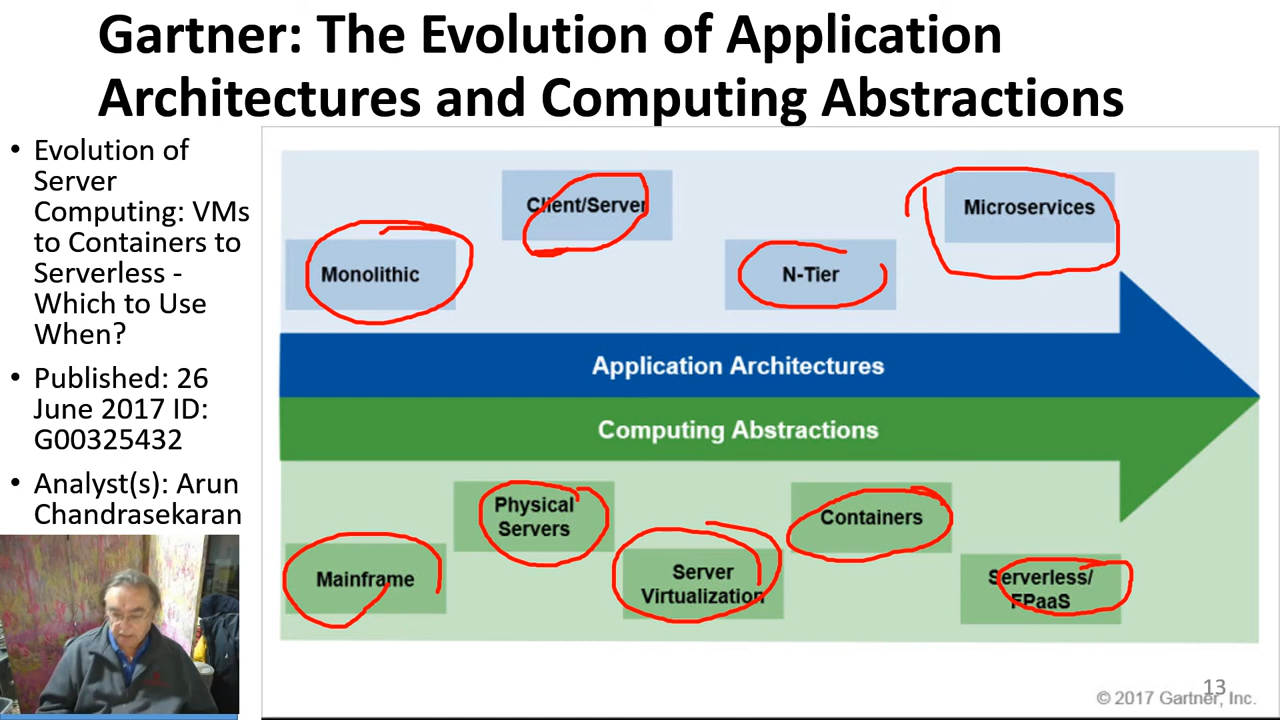 Gartner: The Evolution of Application
Architectures and Computing Abstractions
• Evolution of
Server
Computing: VMs
to Containers to
Serverless -
Which to Use
When?
• Published: 26
June 2017 ID:
G00325432
• Analyst(s): Arun
Chandrasekaran
Client/Server
Microservices
Monolithic
N-Tier
Application Architectures
Computing Abstractions
Physical
Servers
Containers
Mainframe
Server
Virtualization
Serverless/
FPaaS
13
© 2017 Gartner, Inc.